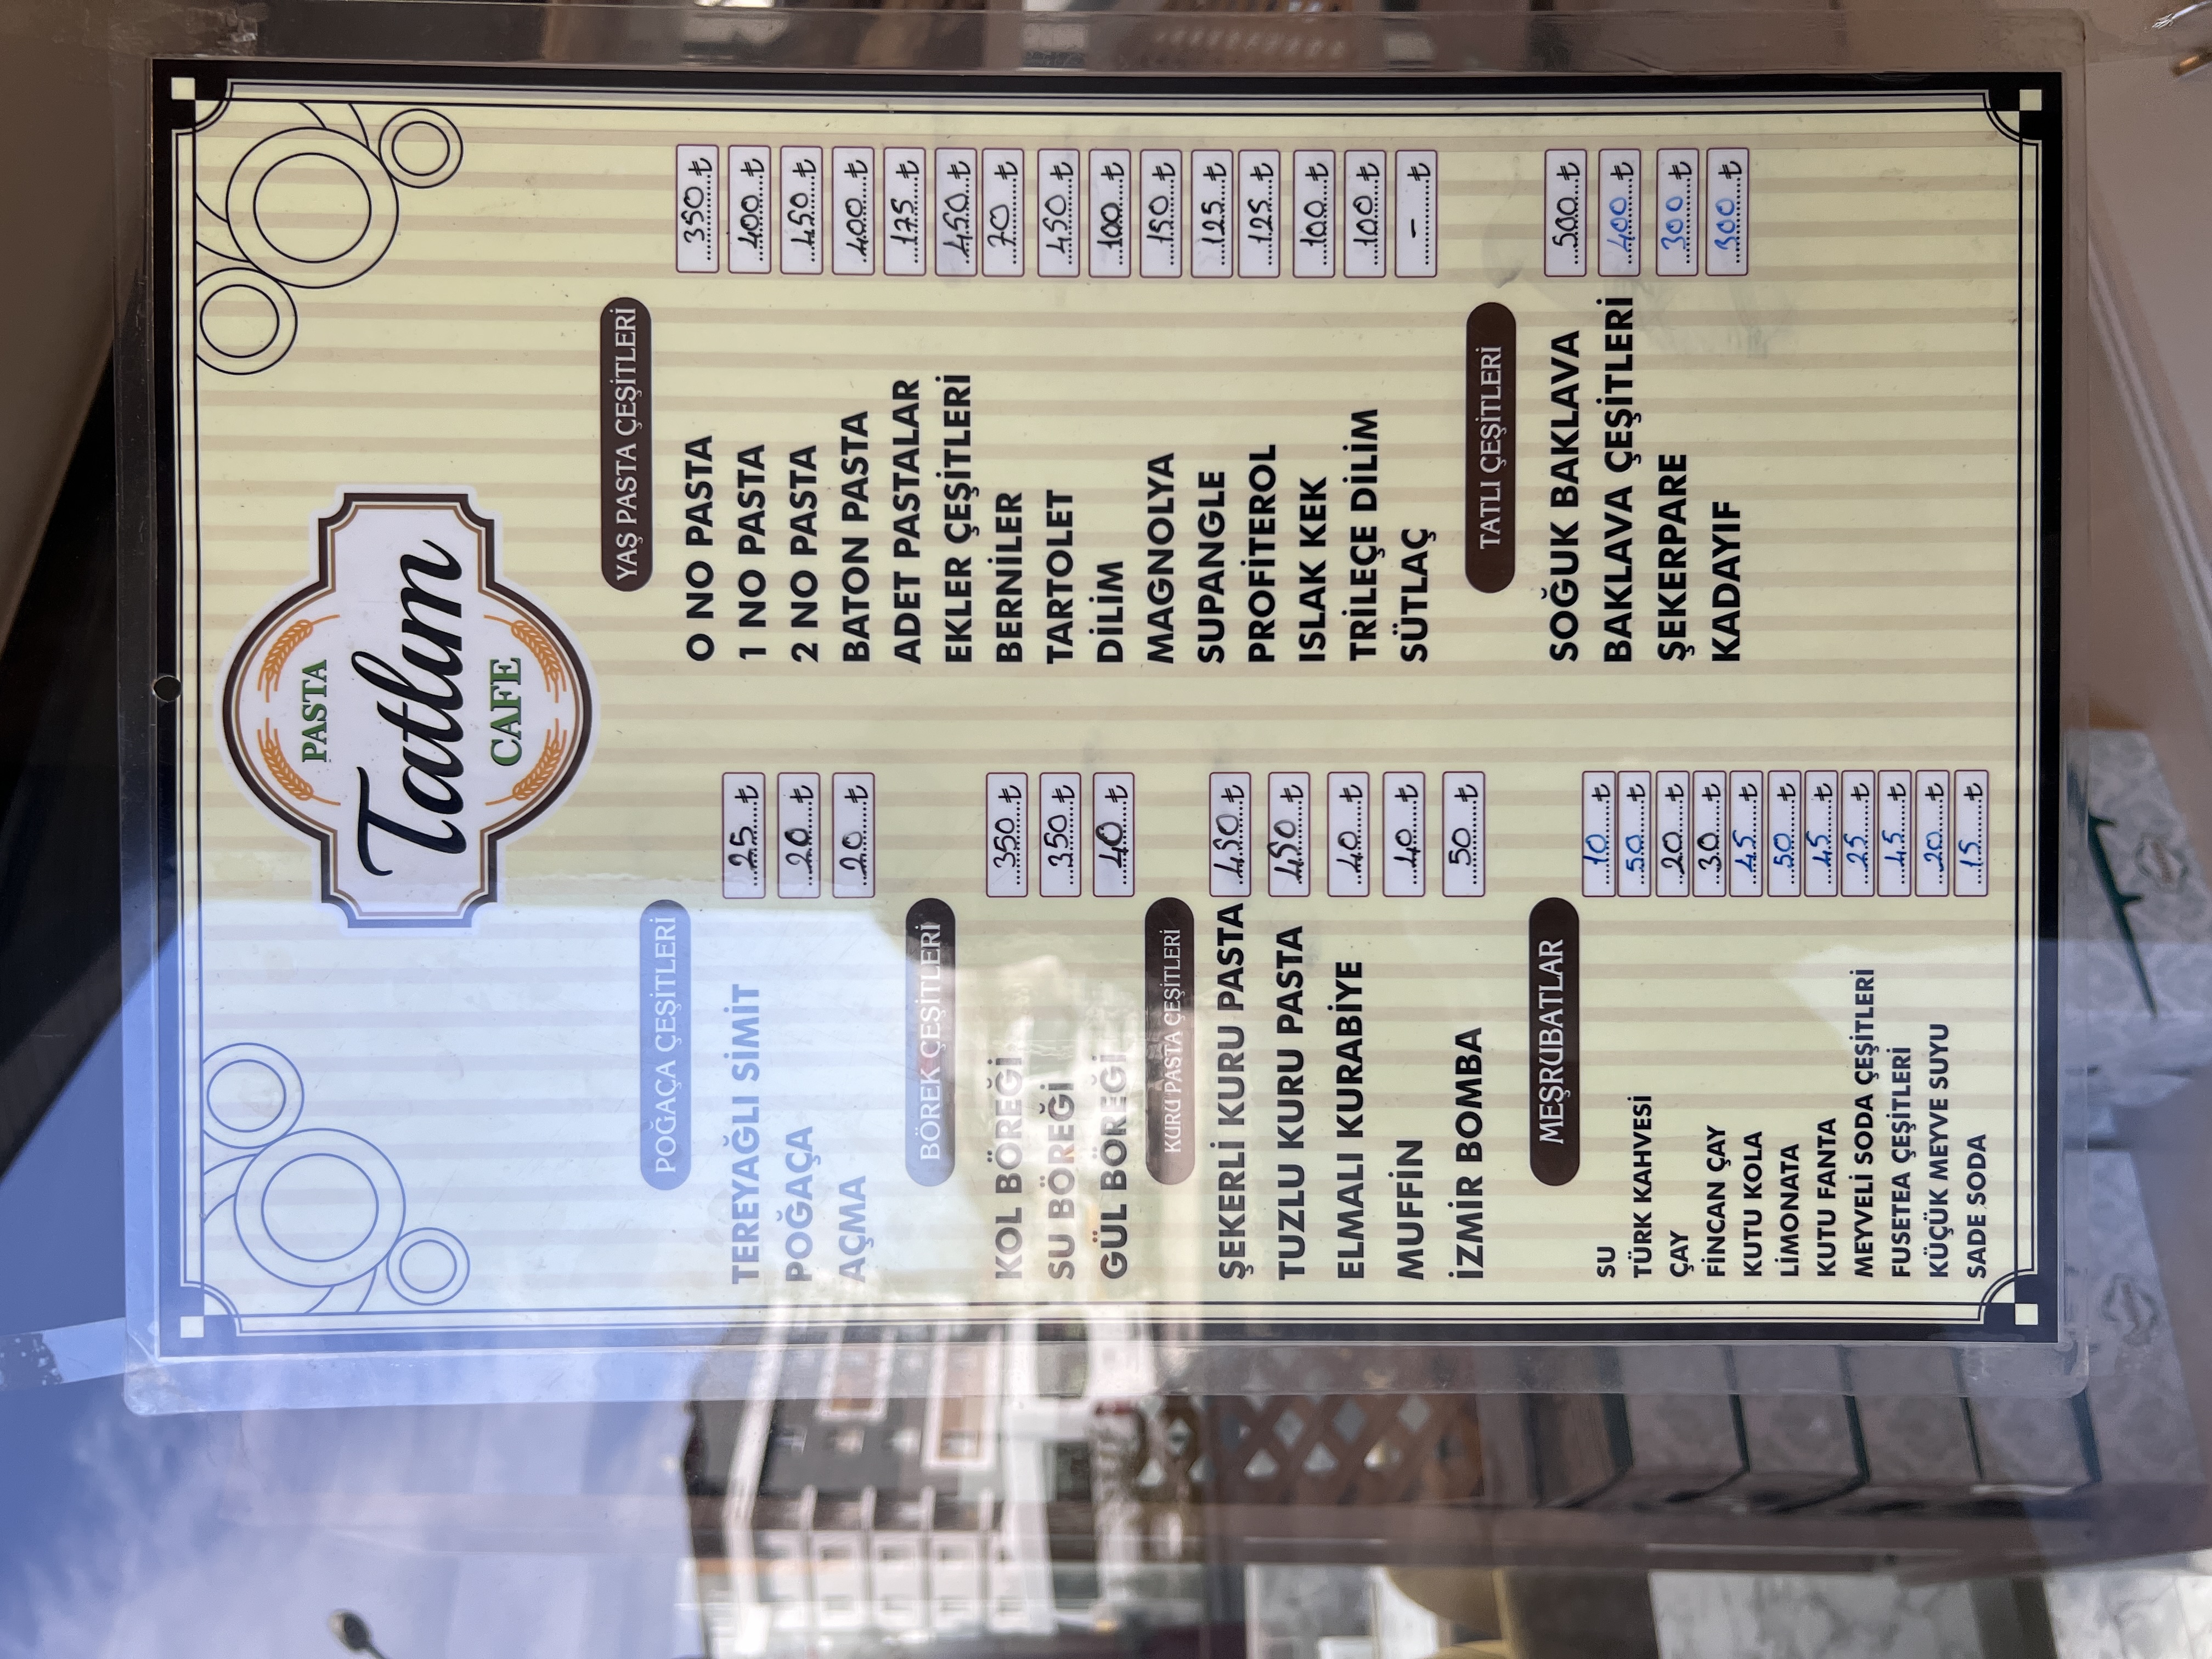 PASTA
Tatlım
CAFE
POĞAÇA ÇEŞİTLERİ
TEREYAĞLI SİMİT 25 ₺
POĞAÇA 20 ₺
AÇMA 20 ₺
BÖREK ÇEŞİTLERİ
KOL BÖREĞİ 350 ₺
SU BÖREĞİ 350 ₺
GÜL BÖREĞİ 40 ₺
KURU PASTA ÇEŞİTLERİ
ŞEKERLİ KURU PASTA 450 ₺
TUZLU KURU PASTA 450 ₺
ELMALI KURABİYE 40 ₺
MUFFİN 40 ₺
İZMİR BOMBA 50 ₺
MEŞRUBATLAR
SU 10 ₺
TÜRK KAHVESİ 50 ₺
ÇAY 20 ₺
FİNCAN ÇAY 30 ₺
KUTU KOLA 45 ₺
LİMONATA 50 ₺
KUTU FANTA 45 ₺
MEYVELİ SODA ÇEŞİTLERİ 25 ₺
FUSETEA ÇEŞİTLERİ 45 ₺
KÜÇÜK MEYVE SUYU 20 ₺
SADE SODA 15 ₺
YAŞ PASTA ÇEŞİTLERİ
O NO PASTA 350 ₺
1 NO PASTA 400 ₺
2 NO PASTA 450 ₺
BATON PASTA 400 ₺
ADET PASTALAR 125 ₺
EKLER ÇEŞİTLERİ 450 ₺
BERNİLER 70 ₺
TARTOLET 450 ₺
DİLİM 100 ₺
MAGNOLYA 150 ₺
SUPANGLE 125 ₺
PROFİTEROL 125 ₺
ISLAK KEK 100 ₺
TRİLEÇE DİLİM 100 ₺
SÜTLAÇ - ₺
TATLI ÇEŞİTLERİ
SOĞUK BAKLAVA 500 ₺
BAKLAVA ÇEŞİTLERİ 400 ₺
ŞEKERPARE 300 ₺
KADAYIF 300 ₺